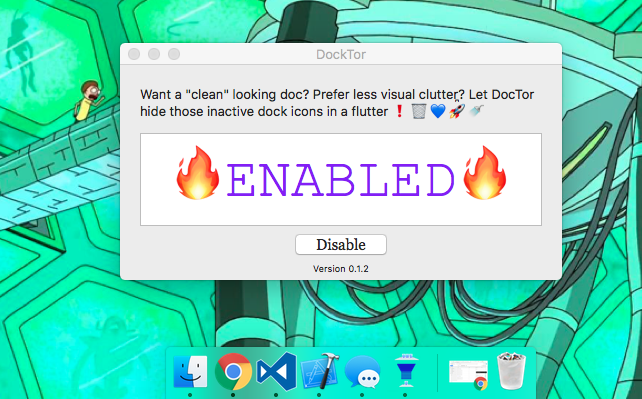 DockTor
Want a "clean" looking doc? Prefer less visual clutter? Let DocTor
hide those inactive dock icons in a flutter ❗ 🗑️ 💙 🚀 🚿
🔥ENABLED🔥
Disable
Version 0.1.2